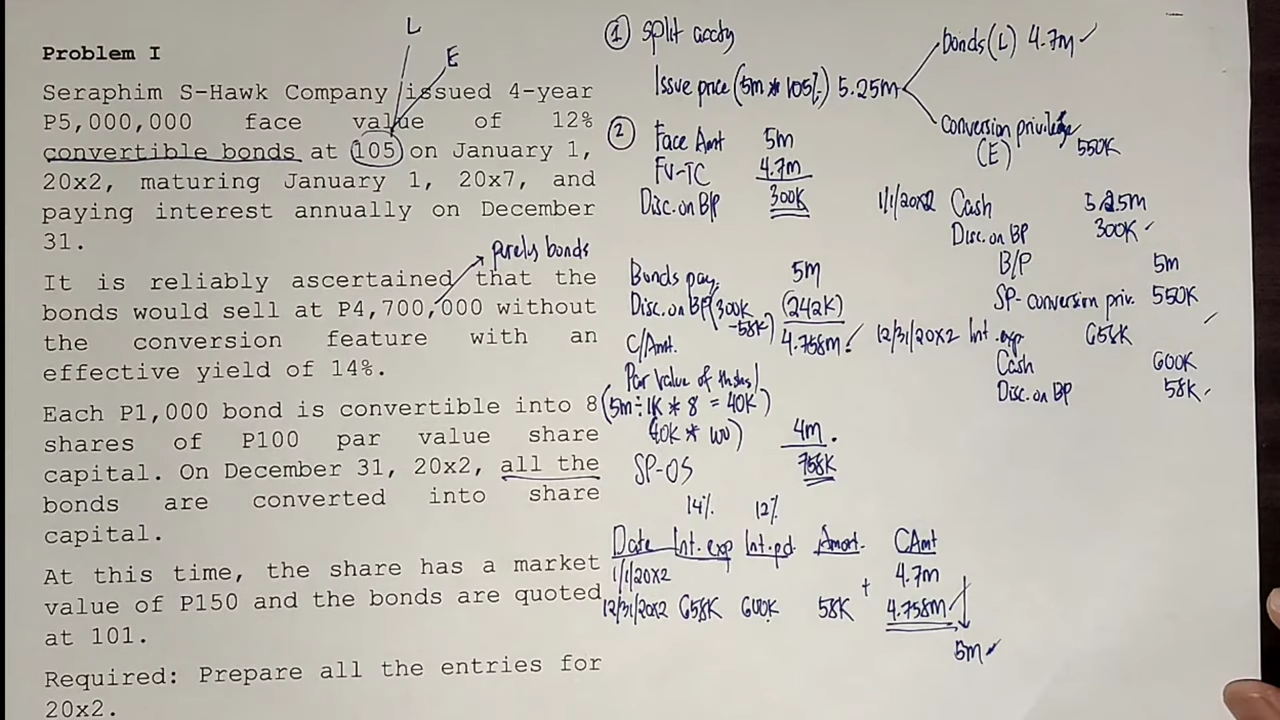 Problem I
Seraphim S-Hawk Company issued 4-year
P5,000,000 face value of 12%
convertible bonds at 105 on January 1,
20x2, maturing January 1, 20x7, and
paying interest annually on December
31.
It is reliably ascertained that the
bonds would sell at P4,700,000 without
the conversion feature with an
effective yield of 14%.
Each P1,000 bond is convertible into 8
shares of P100 par value share
capital. On December 31, 20x2, all the
bonds are converted into share
capital.
At this time, the share has a market
value of P150 and the bonds are quoted
at 101.
Required: Prepare all the entries for
20x2.
L
E
purely bonds
1 split acctg
Issue price (5m * 105%) 5.25m
bonds (L) 4.7m ✓
conversion privilege
(E) 550K
2 Face Amt 5m
FV-TC 4.7m
Disc. on B/P 300K
1/1/20x2 Cash 5.25m
Disc. on BP 300K
B/P 5m
SP-conversion priv. 550K
Bonds pay. 5m
Disc. on BP (300K (242K)
-58K)
C/Amt. 4.758m
12/31/20x2 Int. exp 658K
Cash 600K
Disc. on BP 58K
Par value of
(5m ÷ 1K * 8 = 40K)
40K * 100) 4m
SP-OS 758K
14% 12%
Date Int. exp Int. pd. Amort. CAmt
1/1/20x2 4.7m
12/31/20x2 658K 600K 58K + 4.758m
5m ✓